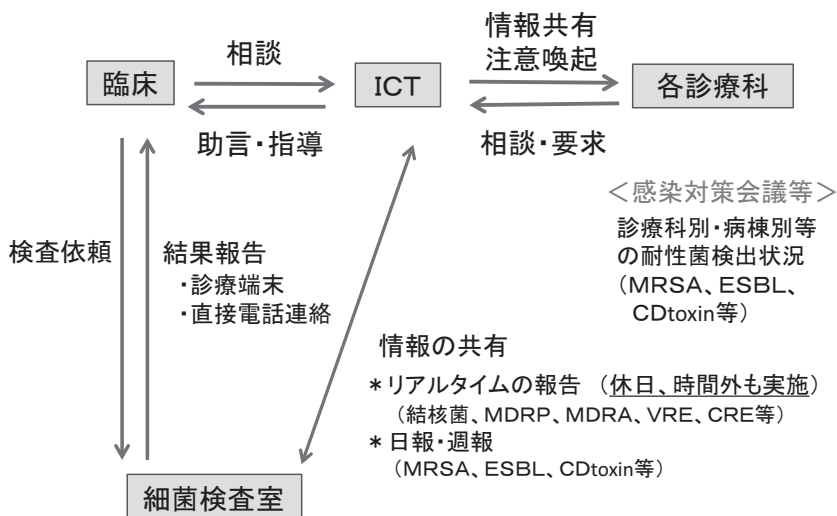 相談
情報共有
注意喚起
臨床
ICT
各診療科
助言・指導
相談・要求
＜感染対策会議等＞
診療科別・病棟別等
の耐性菌検出状況
（MRSA、ESBL、
CDtoxin等）
検査依頼
結果報告
・診療端末
・直接電話連絡
情報の共有
＊リアルタイムの報告　（休日、時間外も実施）
（結核菌、MDRP、MDRA、VRE、CRE等）
＊日報・週報
（MRSA、ESBL、CDtoxin等）
細菌検査室